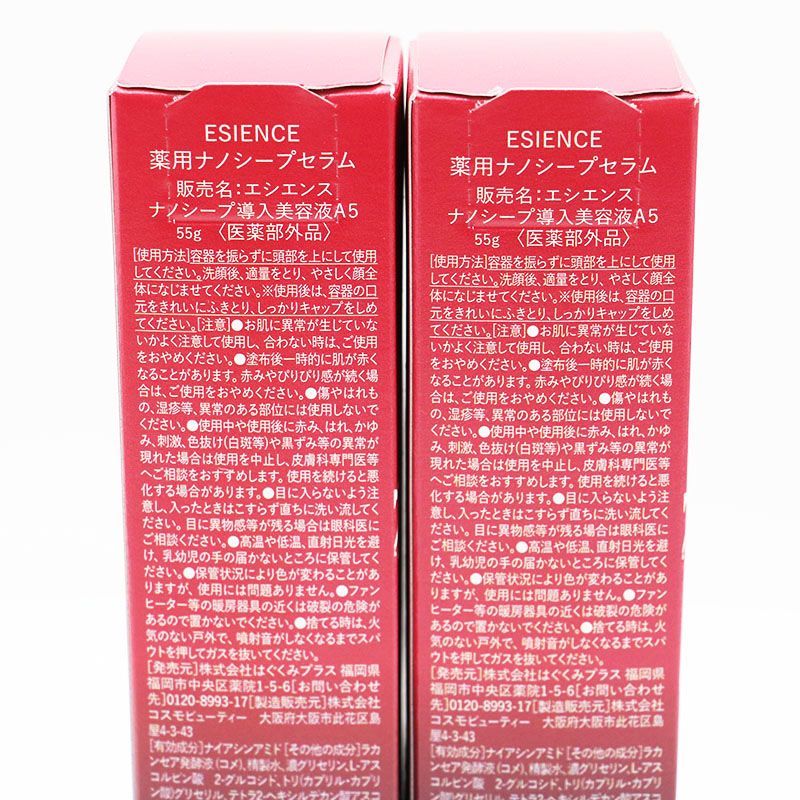 ESIENCE
薬用ナノシープセラム
販売名:エシエンス
ナノシープ導入美容液A5
55g 〈医薬部外品〉
[使用方法]容器を振らずに頭部を上にして使用
してください。洗顔後、適量をとり、やさしく顔全
体になじませてください。※使用後は、容器の口
元をきれいにふきとり、しっかりキャップをしめ
てください。[注意]●お肌に異常が生じていな
いかよく注意して使用し、合わない時は、ご使用
をおやめください。●塗布後一時的に肌が赤く
なることがあります。赤みやぴりぴり感が続く場
合は、ご使用をおやめください。●傷やはれも
の、湿疹等、異常のある部位には使用しないで
ください。●使用中や使用後に赤み、はれ、かゆ
み、刺激、色抜け(白斑等)や黒ずみ等の異常が
現れた場合は使用を中止し、皮膚科専門医等
へご相談をおすすめします。使用を続けると悪
化する場合があります。●目に入らないよう注
意し、入ったときはこすらず直ちに洗い流してく
ださい。目に異物感等が残る場合は眼科医に
ご相談ください。●高温や低温、直射日光を避
け、乳幼児の手の届かないところに保管してく
ださい。●保管状況により色が変わることがあ
りますが、使用には問題ありません。●ファン
ヒーター等の暖房器具の近くは破裂の危険が
あるので置かないでください。●捨てる時は、火
気のない戸外で、噴射音がしなくなるまでスパ
ウトを押してガスを抜いてください。
[発売元]株式会社はぐくみプラス 福岡県
福岡市中央区薬院1-5-6[お問い合わせ
先]0120-8993-17[製造販売元]株式会社
コスモビューティー 大阪府大阪市此花区島
屋4-3-43
[有効成分]ナイアシンアミド [その他の成分]ラカ
ンセア発酵液(コメ)、精製水、濃グリセリン、L-アス
コルビン酸 2-グルコシド、トリ(カプリル・カプリ
ン酸)グリセリル、テトラ2-ヘキシルデカン酸アスコ
ESIENCE
薬用ナノシープセラム
販売名:エシエンス
ナノシープ導入美容液A5
55g 〈医薬部外品〉
[使用方法]容器を振らずに頭部を上にして使用
してください。洗顔後、適量をとり、やさしく顔全
体になじませてください。※使用後は、容器の口
元をきれいにふきとり、しっかりキャップをしめ
てください。[注意]●お肌に異常が生じていな
いかよく注意して使用し、合わない時は、ご使用
をおやめください。●塗布後一時的に肌が赤く
なることがあります。赤みやぴりぴり感が続く場
合は、ご使用をおやめください。●傷やはれも
の、湿疹等、異常のある部位には使用しないで
ください。●使用中や使用後に赤み、はれ、かゆ
み、刺激、色抜け(白斑等)や黒ずみ等の異常が
現れた場合は使用を中止し、皮膚科専門医等
へご相談をおすすめします。使用を続けると悪
化する場合があります。●目に入らないよう注
意し、入ったときはこすらず直ちに洗い流してく
ださい。目に異物感等が残る場合は眼科医に
ご相談ください。●高温や低温、直射日光を避
け、乳幼児の手の届かないところに保管してく
ださい。●保管状況により色が変わることがあ
りますが、使用には問題ありません。●ファン
ヒーター等の暖房器具の近くは破裂の危険が
あるので置かないでください。●捨てる時は、火
気のない戸外で、噴射音がしなくなるまでスパ
ウトを押してガスを抜いてください。
[発売元]株式会社はぐくみプラス 福岡県
福岡市中央区薬院1-5-6[お問い合わせ
先]0120-8993-17[製造販売元]株式会社
コスモビューティー 大阪府大阪市此花区島
屋4-3-43
[有効成分]ナイアシンアミド [その他の成分]ラカ
ンセア発酵液(コメ)、精製水、濃グリセリン、L-アス
コルビン酸 2-グルコシド、トリ(カプリル・カプリ
ン酸)グリセリル、テトラ2-ヘキシルデカン酸アスコ